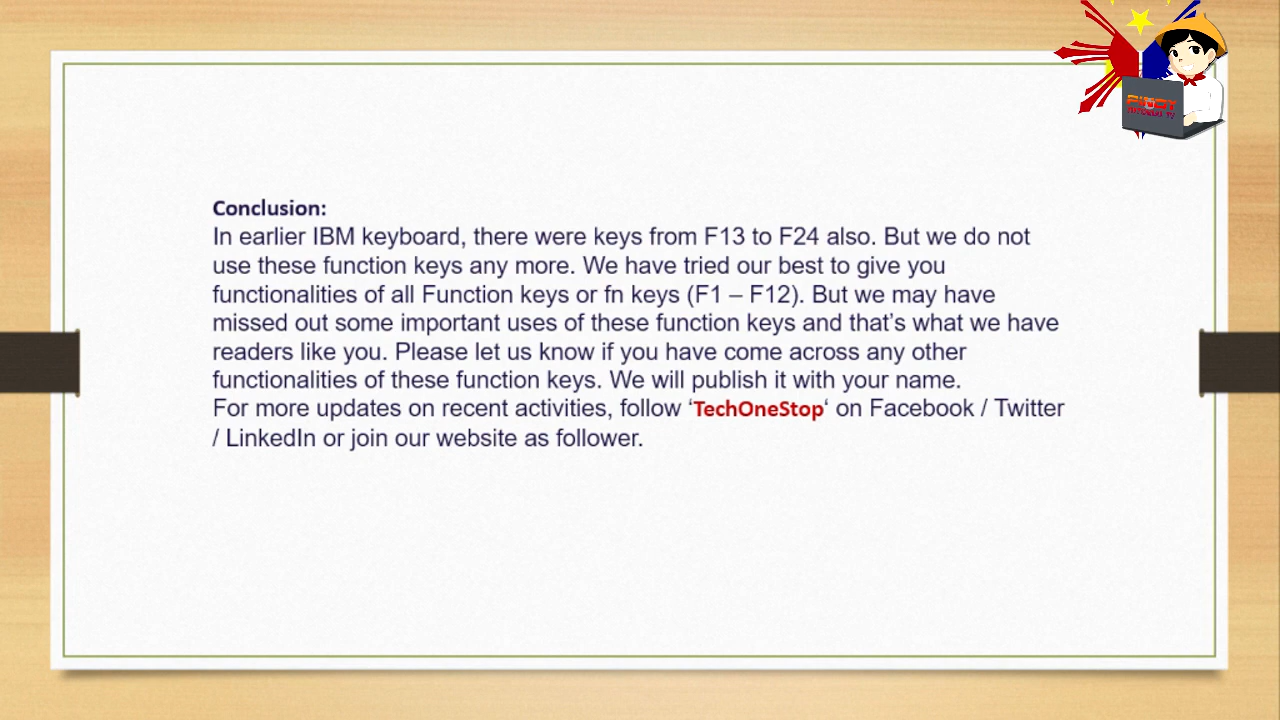 Conclusion:
In earlier IBM keyboard, there were keys from F13 to F24 also. But we do not
use these function keys any more. We have tried our best to give you
functionalities of all Function keys or fn keys (F1 – F12). But we may have
missed out some important uses of these function keys and that’s what we have
readers like you. Please let us know if you have come across any other
functionalities of these function keys. We will publish it with your name.
For more updates on recent activities, follow ‘TechOneStop‘ on Facebook / Twitter
/ LinkedIn or join our website as follower.
PINOY